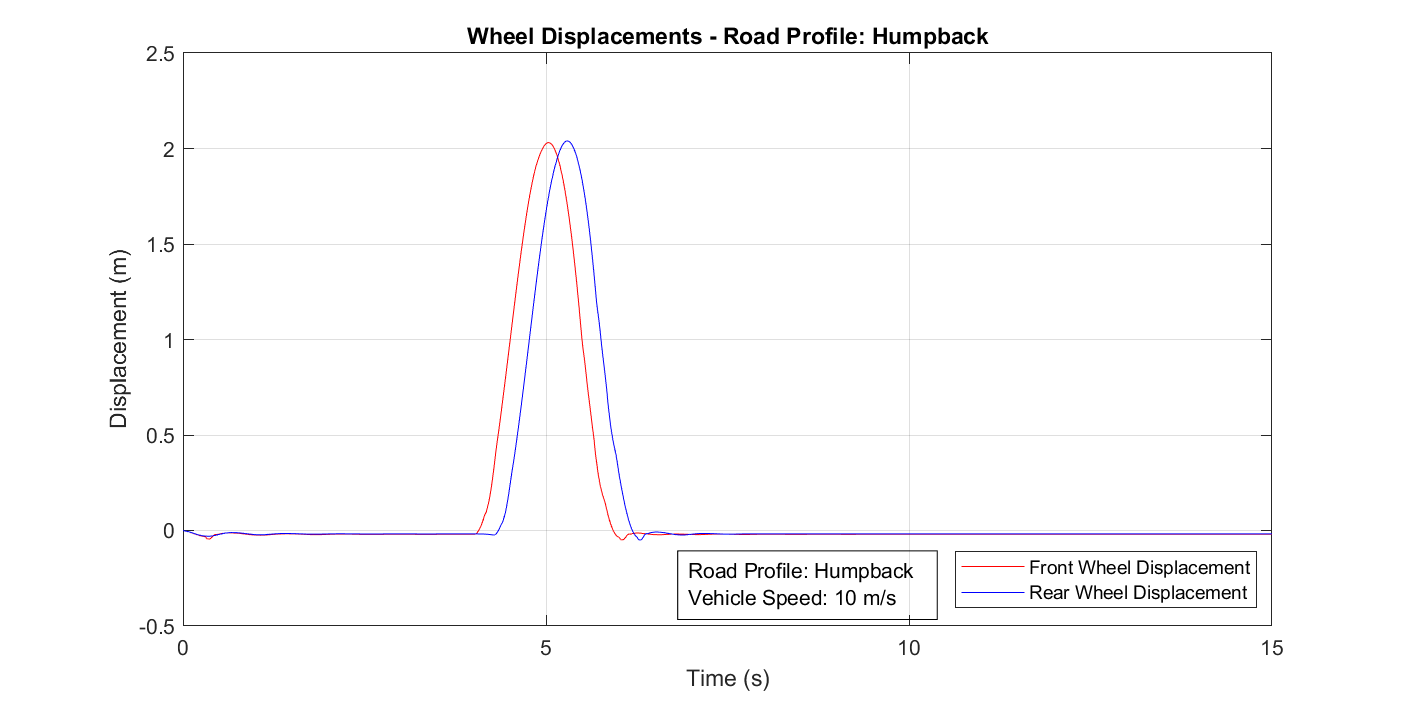 Wheel Displacements - Road Profile: Humpback
2.5
2
1.5
1
0.5
0
-0.5
Displacement (m)
0
5
10
15
Time (s)
Road Profile: Humpback
Vehicle Speed: 10 m/s
Front Wheel Displacement
Rear Wheel Displacement